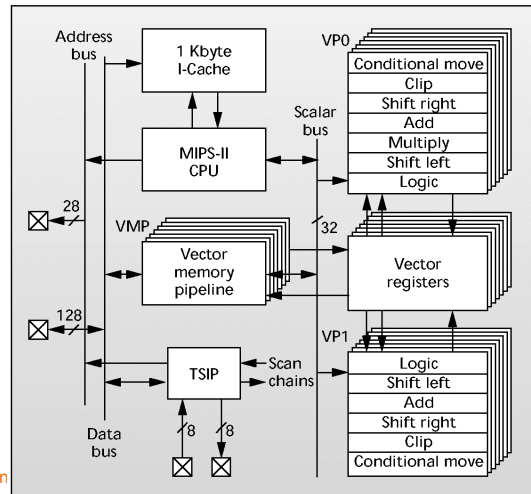 Address
bus
1 Kbyte
I-Cache
MIPS-II
CPU
Scalar
bus
VP0
Conditional move
Clip
Shift right
Add
Multiply
Shift left
Logic
28
VMP
32
Vector
memory
pipeline
Vector
registers
128
VP1
TSIP
Scan
chains
Logic
Shift left
Add
Shift right
Clip
Conditional move
8
8
Data
bus
n